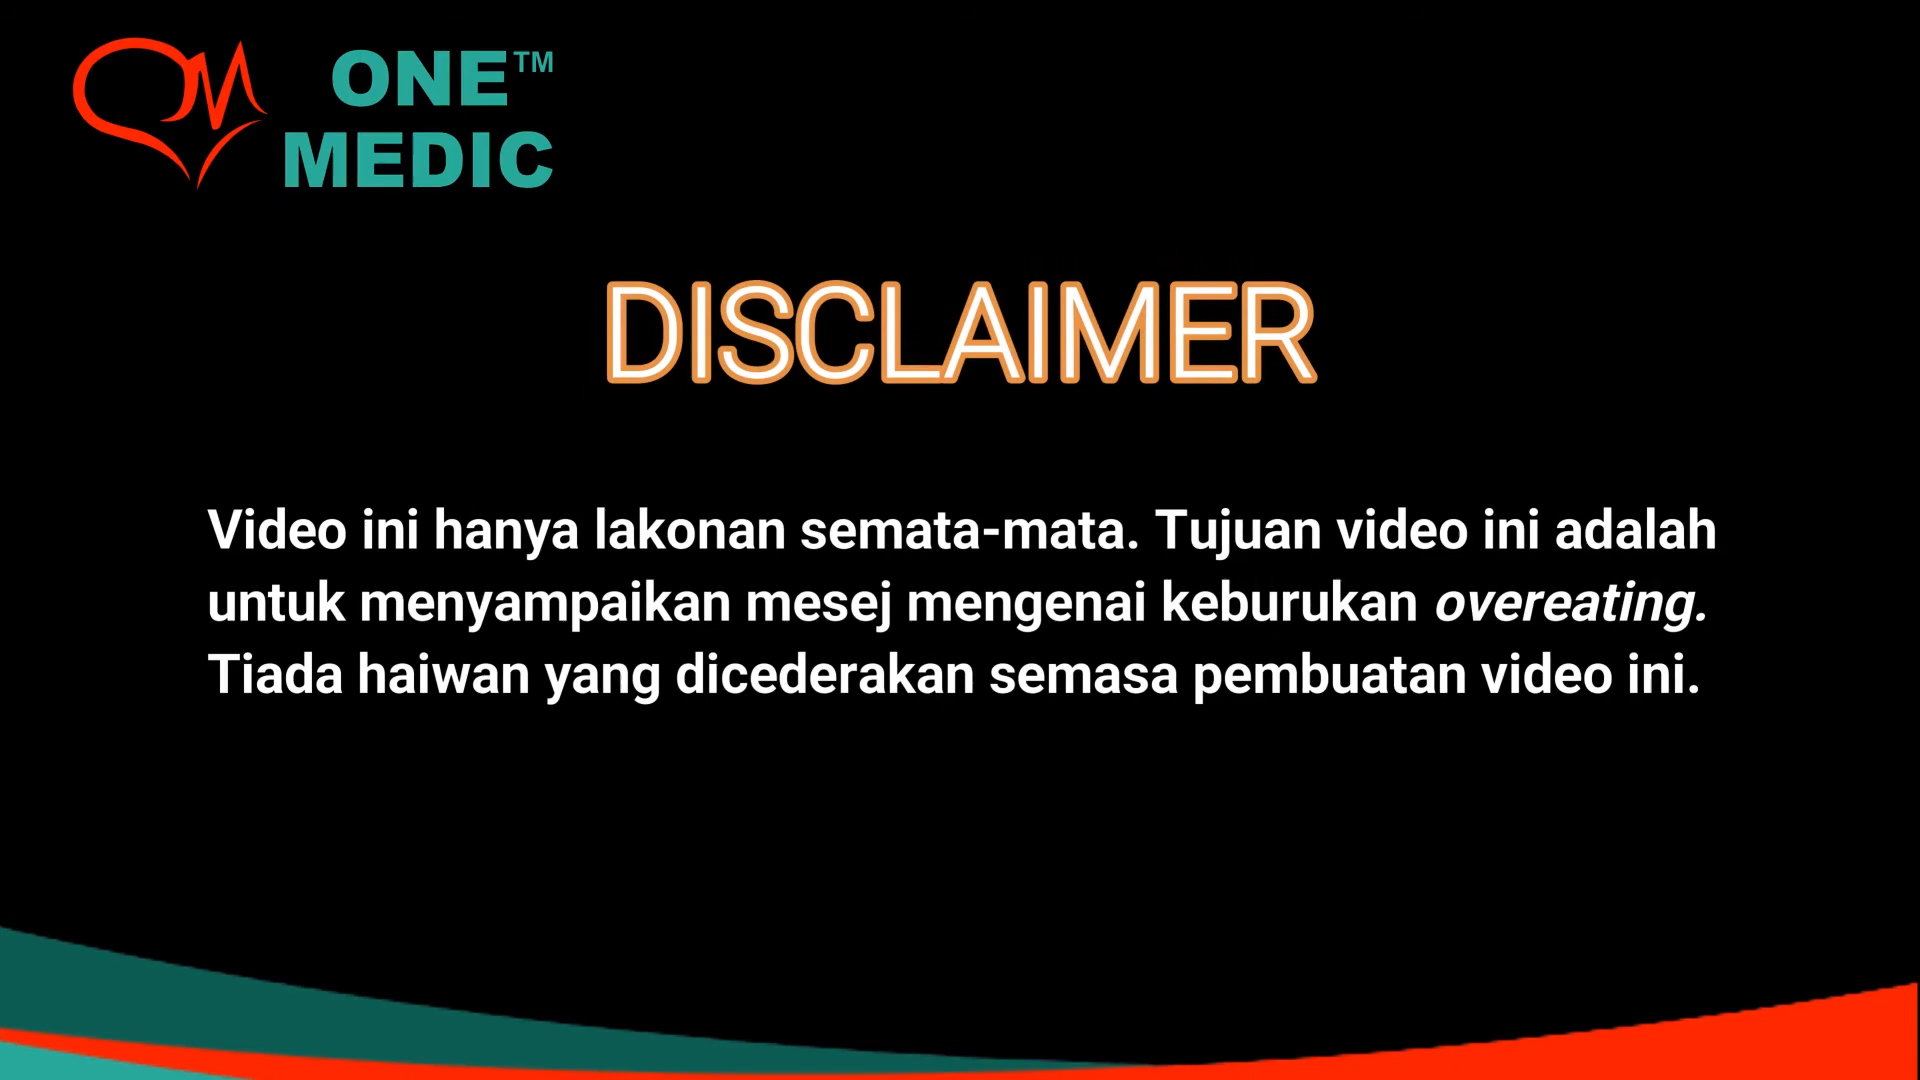 ONE™
MEDIC
DISCLAIMER
Video ini hanya lakonan semata-mata. Tujuan video ini adalah
untuk menyampaikan mesej mengenai keburukan overeating.
Tiada haiwan yang dicederakan semasa pembuatan video ini.